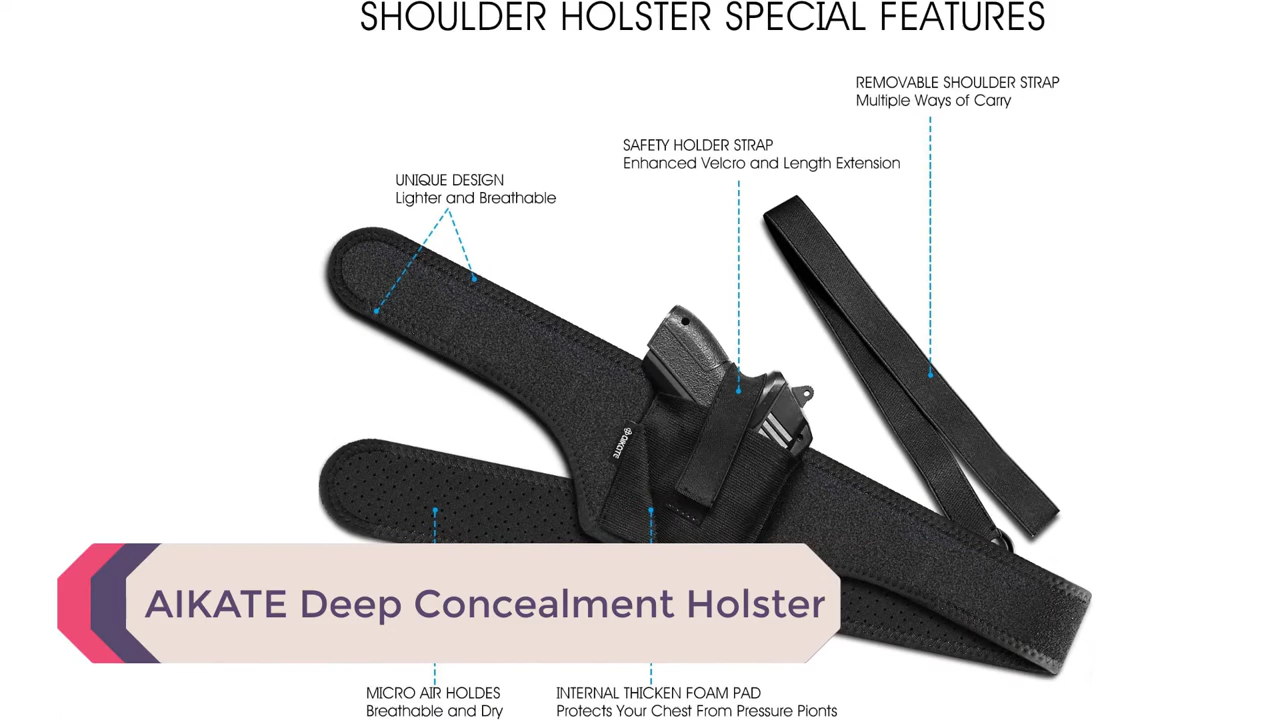 SHOULDER HOLSTER SPECIAL FEATURES
REMOVABLE SHOULDER STRAP
Multiple Ways of Carry
SAFETY HOLDER STRAP
Enhanced Velcro and Length Extension
UNIQUE DESIGN
Lighter and Breathable
AIKATE
AIKATE Deep Concealment Holster
MICRO AIR HOLDES
Breathable and Dry
INTERNAL THICKEN FOAM PAD
Protects Your Chest From Pressure Pionts